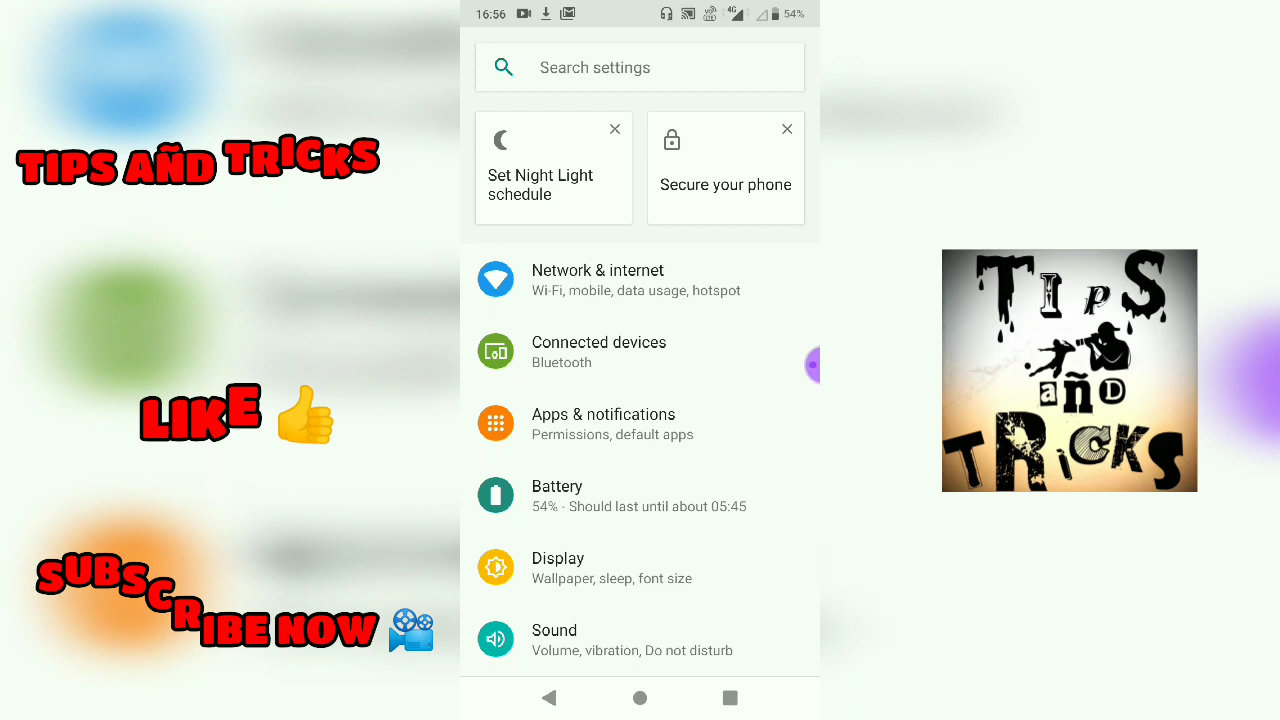 16:56
4G
54%
Search settings
Set Night Light
schedule
Secure your phone
Network & internet
Wi-Fi, mobile, data usage, hotspot
Connected devices
Bluetooth
Apps & notifications
Permissions, default apps
Battery
54% - Should last until about 05:45
Display
Wallpaper, sleep, font size
Sound
Volume, vibration, Do not disturb
TIPS AÑD TRICKS
LIKE 👍
SUBSCRIBE NOW 📽
TIPS
añD
TRiCKS